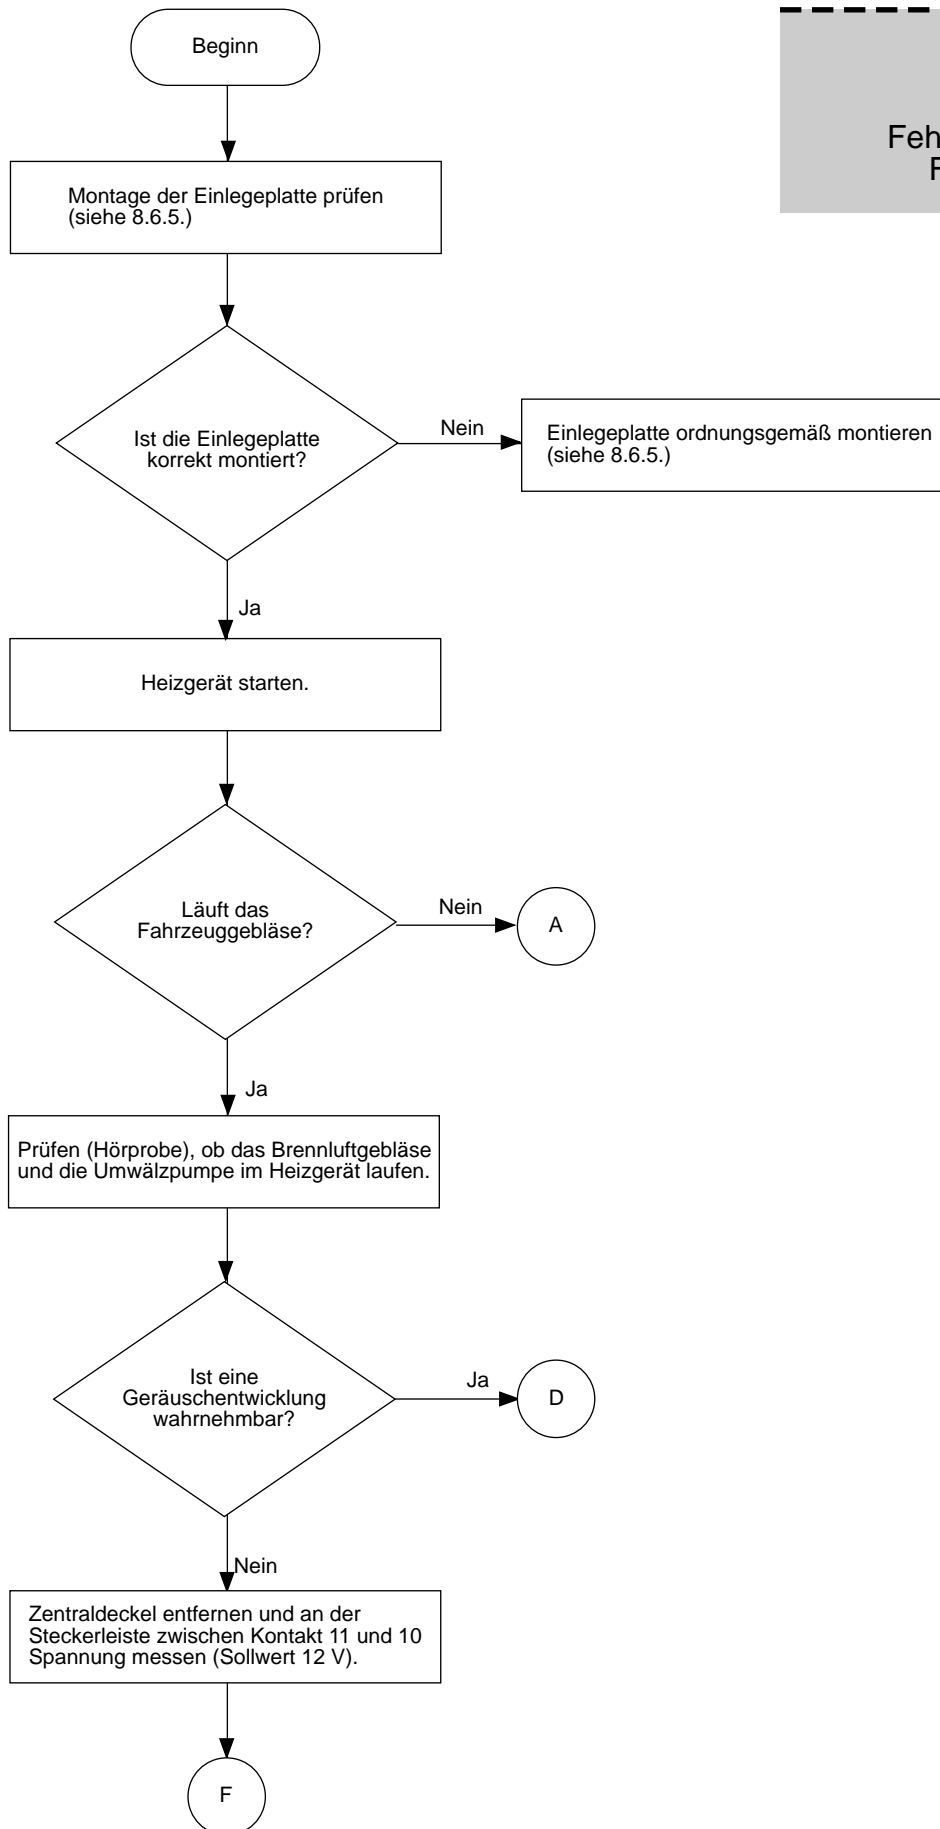 Beginn
Montage der Einlegeplatte prüfen
(siehe 8.6.5.)
Ist die Einlegeplatte
korrekt montiert?
Nein
Einlegeplatte ordnungsgemäß montieren
(siehe 8.6.5.)
Ja
Heizgerät starten.
Läuft das
Fahrzeuggebläse?
Nein
A
Ja
Prüfen (Hörprobe), ob das Brennluftgebläse
und die Umwälzpumpe im Heizgerät laufen.
Ist eine
Geräuschentwicklung
wahrnehmbar?
Ja
D
Nein
Zentraldeckel entfernen und an der
Steckerleiste zwischen Kontakt 11 und 10
Spannung messen (Sollwert 12 V).
F